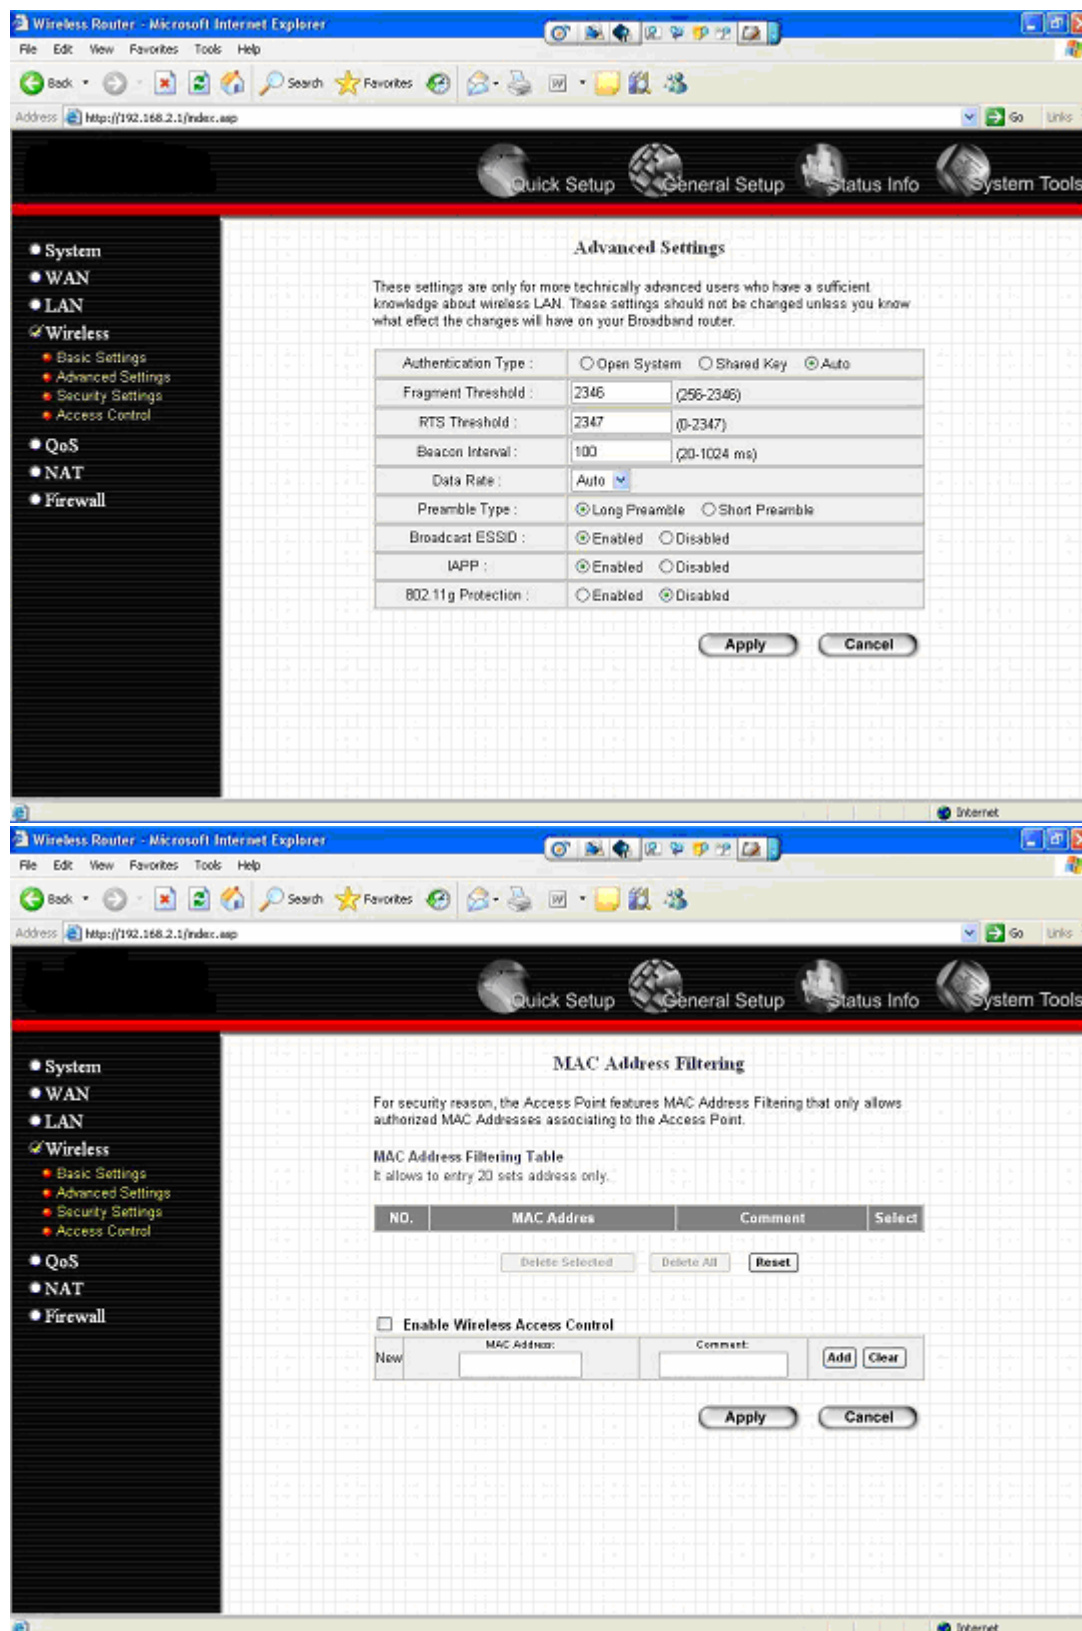 Wireless Router - Microsoft Internet Explorer
File Edit View Favorites Tools Help
Back Search Favorites
Address http://192.168.2.1/index.asp Go Links
Quick Setup General Setup Status Info System Tools
System
WAN
LAN
Wireless
Basic Settings
Advanced Settings
Security Settings
Access Control
QoS
NAT
Firewall
Advanced Settings
These settings are only for more technically advanced users who have a sufficient
knowledge about wireless LAN. These settings should not be changed unless you know
what effect the changes will have on your Broadband router.
Authentication Type : Open System Shared Key Auto
Fragment Threshold : 2346 (256-2346)
RTS Threshold : 2347 (0-2347)
Beacon Interval : 100 (20-1024 ms)
Data Rate : Auto
Preamble Type : Long Preamble Short Preamble
Broadcast ESSID : Enabled Disabled
IAPP : Enabled Disabled
802.11g Protection : Enabled Disabled
Apply Cancel
Internet
Wireless Router - Microsoft Internet Explorer
File Edit View Favorites Tools Help
Back Search Favorites
Address http://192.168.2.1/index.asp Go Links
Quick Setup General Setup Status Info System Tools
System
WAN
LAN
Wireless
Basic Settings
Advanced Settings
Security Settings
Access Control
QoS
NAT
Firewall
MAC Address Filtering
For security reason, the Access Point features MAC Address Filtering that only allows
authorized MAC Addresses associating to the Access Point.
MAC Address Filtering Table
It allows to entry 20 sets address only.
NO. MAC Addres Comment Select
Delete Selected Delete All Reset
Enable Wireless Access Control
New MAC Address: Comment: Add Clear
Apply Cancel
Internet